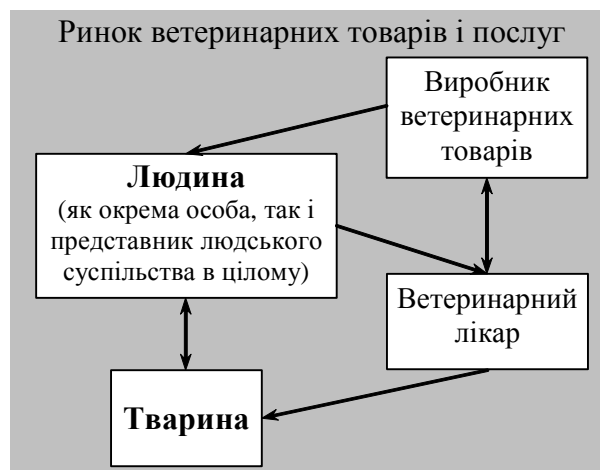 Ринок ветеринарних товарів і послуг
Виробник
ветеринарних
товарів
Людина
(як окрема особа, так і
представник людського
суспільства в цілому)
Ветеринарний
лікар
Тварина